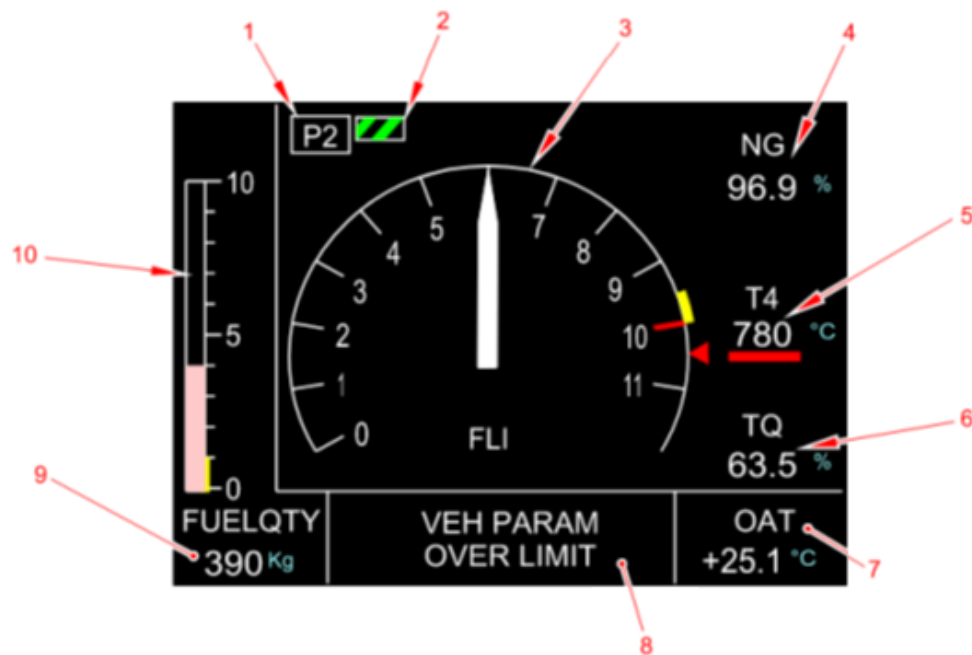 1
2
3
4
P2
NG
96.9 %
10
5
0
0
1
2
3
4
5
7
8
9
10
11
FLI
10
5
T4
780 °C
TQ
63.5 %
6
9
FUELQTY
390 Kg
VEH PARAM
OVER LIMIT
OAT
+25.1 °C
7
8